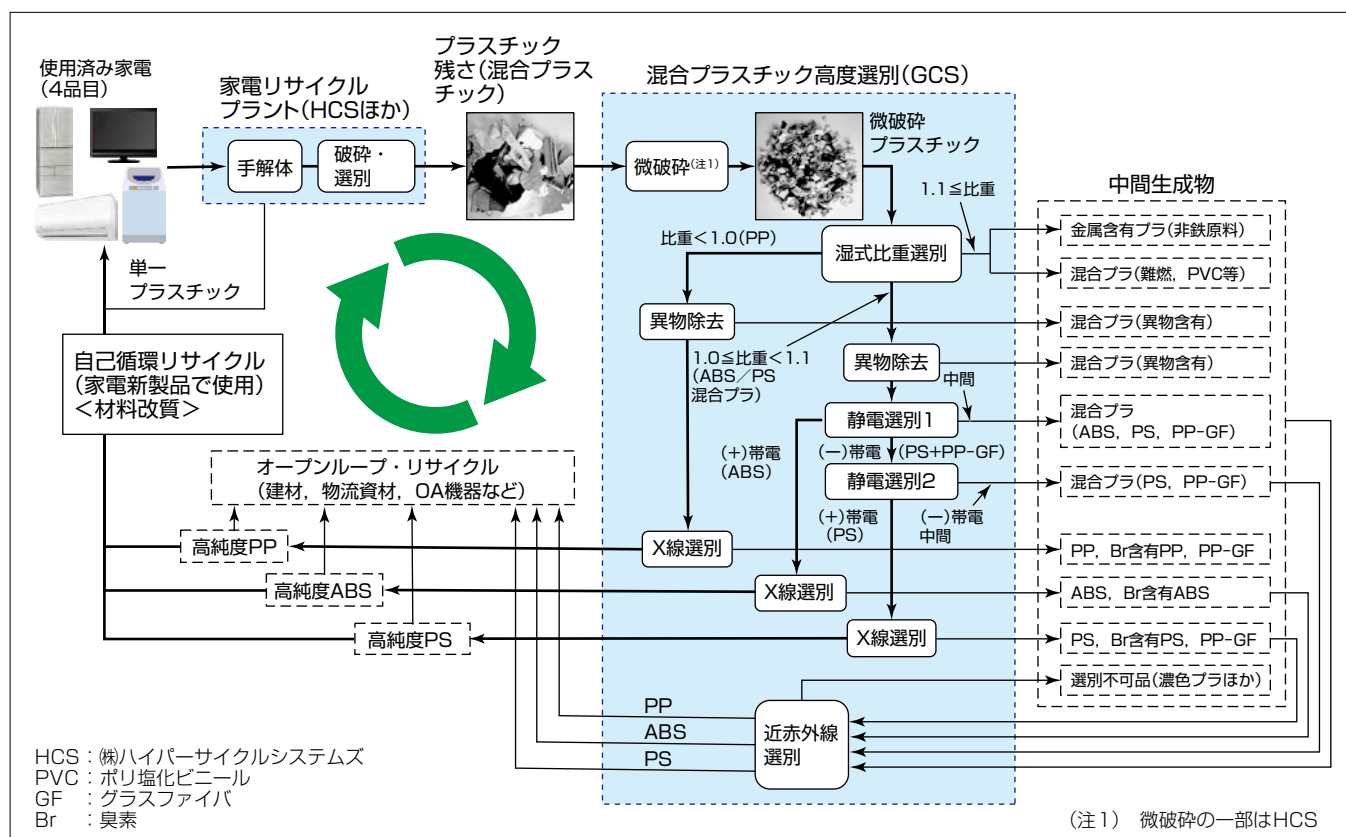 使用済み家電
(4品目)
家電リサイクル
プラント(HCSほか)
手解体
破砕・
選別
プラスチック
残さ(混合プラス
チック)
混合プラスチック高度選別(GCS)
微破砕(注1)
微破砕
プラスチック
1.1≦比重
中間生成物
比重<1.0(PP)
湿式比重選別
金属含有プラ(非鉄原料)
混合プラ(難燃，PVC等)
単一
プラスチック
異物除去
混合プラ(異物含有)
1.0≦比重<1.1
(ABS／PS
混合プラ)
異物除去
混合プラ(異物含有)
自己循環リサイクル
(家電新製品で使用)
<材料改質>
中間
静電選別1
混合プラ
(ABS，PS，PP-GF)
(+)帯電
(ABS)
(ー)帯電
(PS+PP-GF)
オープンループ・リサイクル
(建材，物流資材，OA機器など)
静電選別2
混合プラ(PS，PP-GF)
(+)帯電
(PS)
(ー)帯電
中間
高純度PP
X線選別
PP，Br含有PP，PP-GF
高純度ABS
X線選別
ABS，Br含有ABS
高純度PS
X線選別
PS，Br含有PS，PP-GF
選別不可品(濃色プラほか)
PP
ABS
PS
近赤外線
選別
HCS：㈱ハイパーサイクルシステムズ
PVC：ポリ塩化ビニール
GF：グラスファイバ
Br：臭素
(注1) 微破砕の一部はHCS